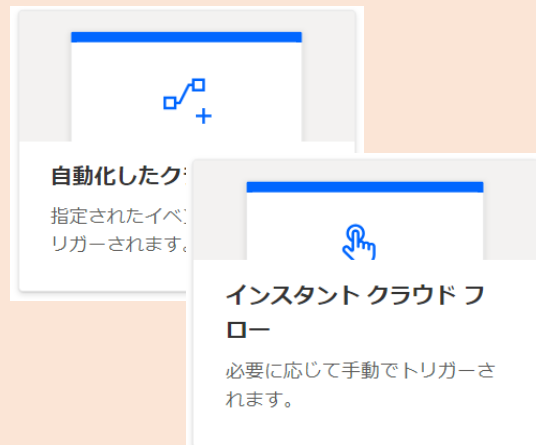 自動化したク
指定されたイベ
リガーされます。
インスタント クラウド フ
ロー
必要に応じて手動でトリガーさ
れます。